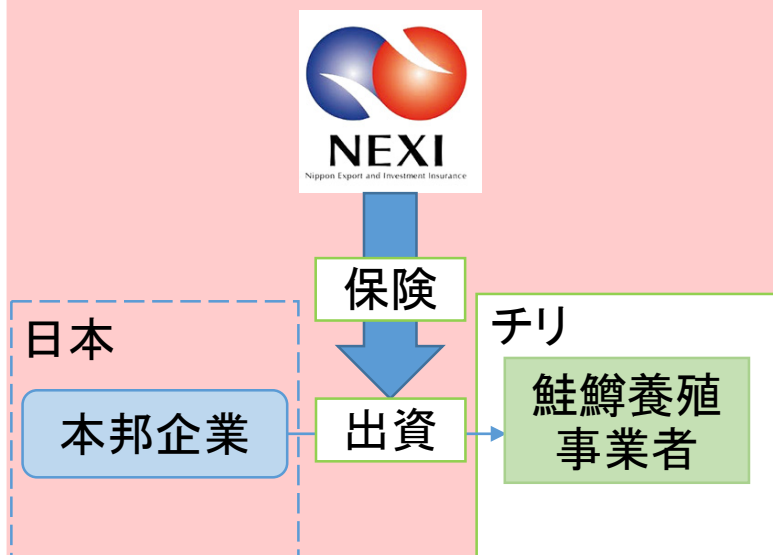 NEXI
Nippon Export and Investment Insurance
保険
日本
チリ
本邦企業
出資
鮭鱒養殖
事業者